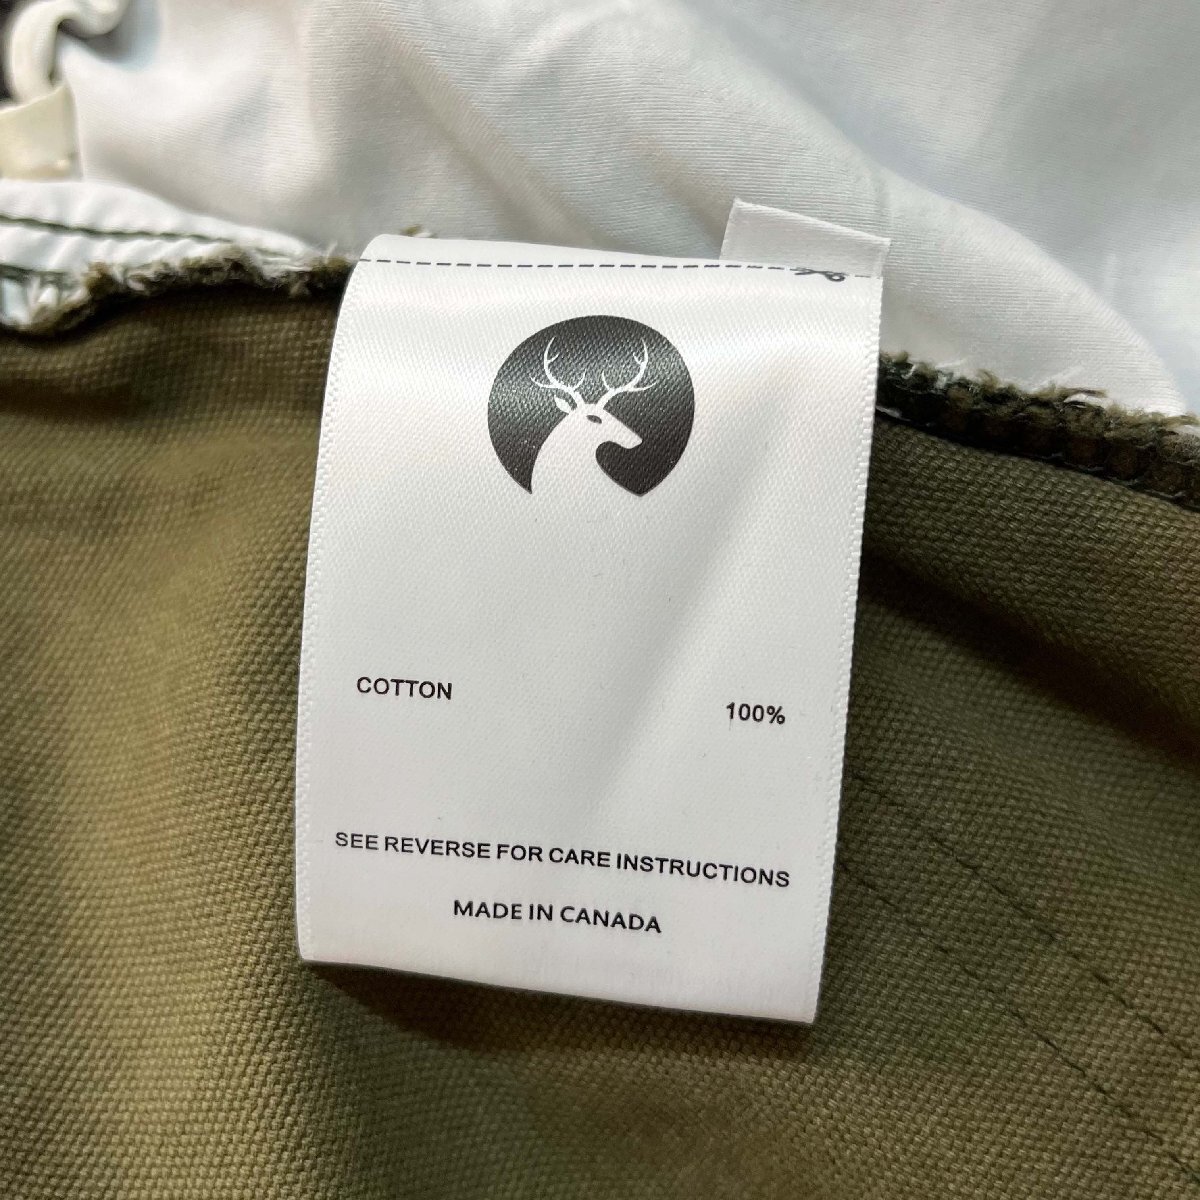 COTTON 100%
SEE REVERSE FOR CARE INSTRUCTIONS
MADE IN CANADA